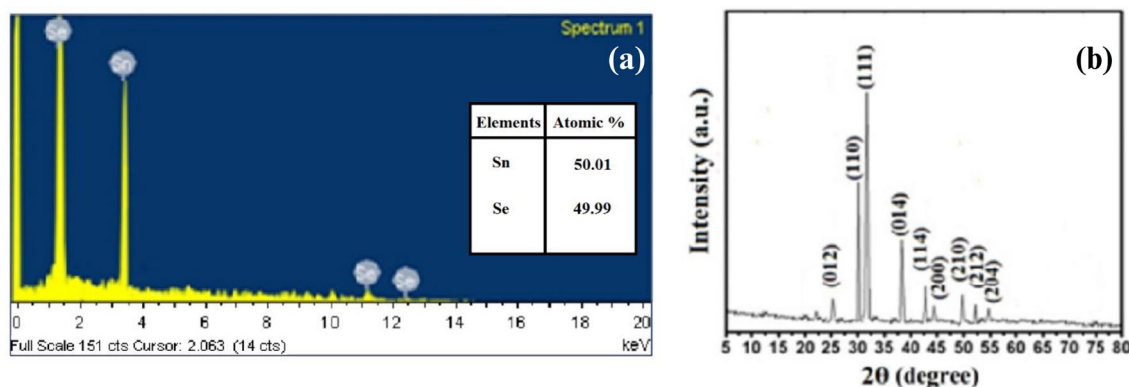 Spectrum 1
(a)
Se
Sn
Se
Se
Elements Atomic %
Sn 50.01
Se 49.99
0 2 4 6 8 10 12 14 16 18 20
Full Scale 151 cts Cursor: 2.063 (14 cts) keV
(b)
Intensity (a.u.)
(012)
(110)
(111)
(014)
(114)
(200)
(210)
(212)
(204)
5 10 15 20 25 30 35 40 45 50 55 60 65 70 75 80
2θ (degree)